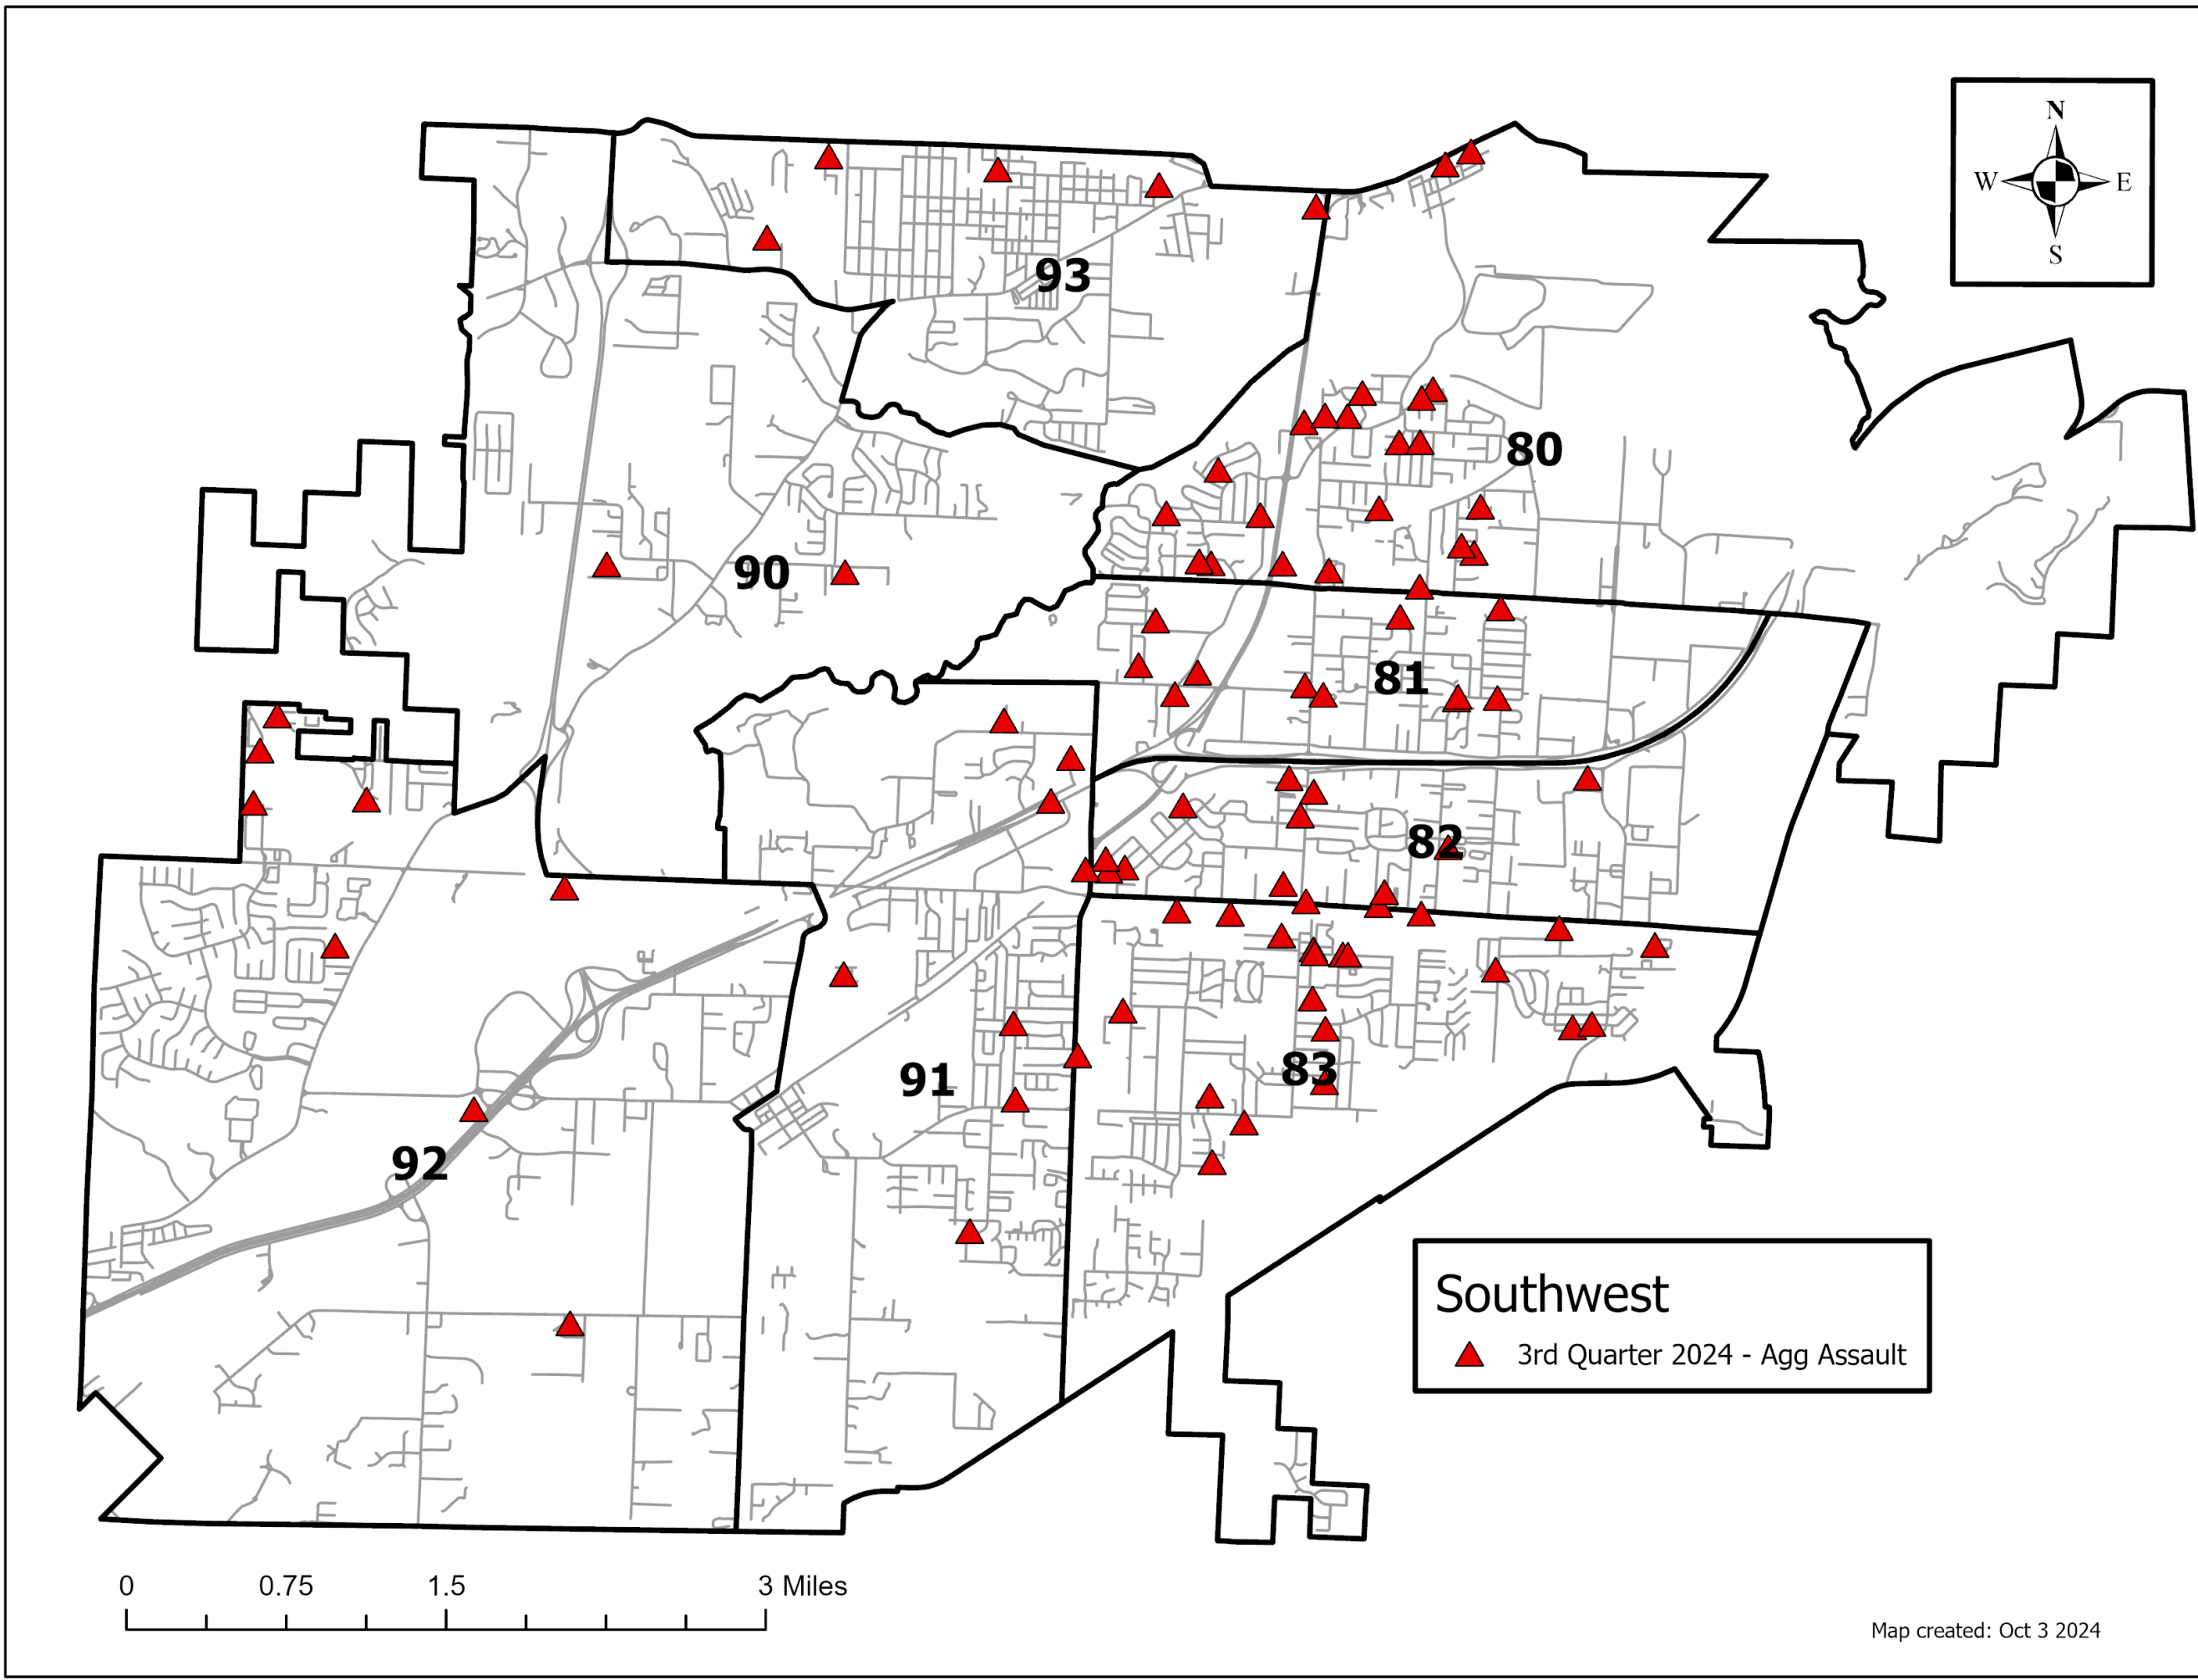 N
W E
S
93
80
90
81
82
91
83
92
Southwest
3rd Quarter 2024 - Agg Assault
0 0.75 1.5 3 Miles
Map created: Oct 3 2024